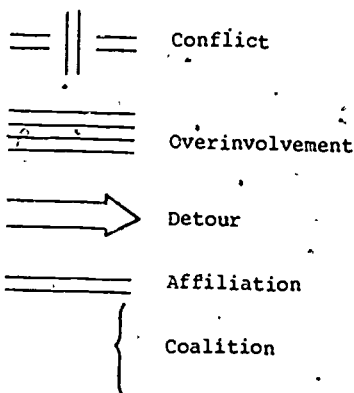 Conflict
Overinvolvement
Detour
Affiliation
Coalition